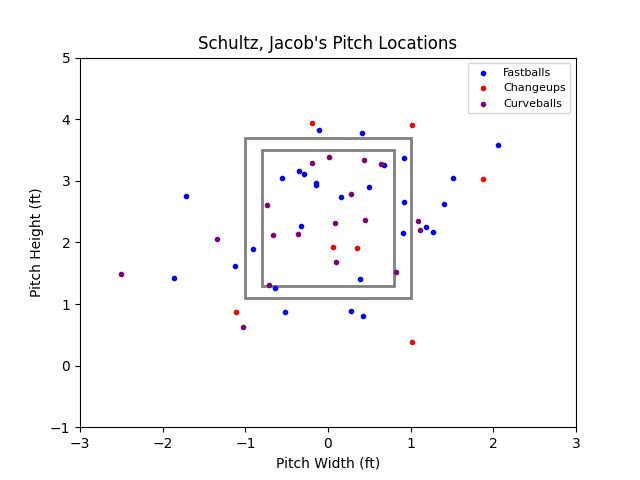 Schultz, Jacob's Pitch Locations
Fastballs
Changeups
Curveballs
5
4
3
2
1
0
−1
Pitch Height (ft)
−3
−2
−1
0
1
2
3
Pitch Width (ft)